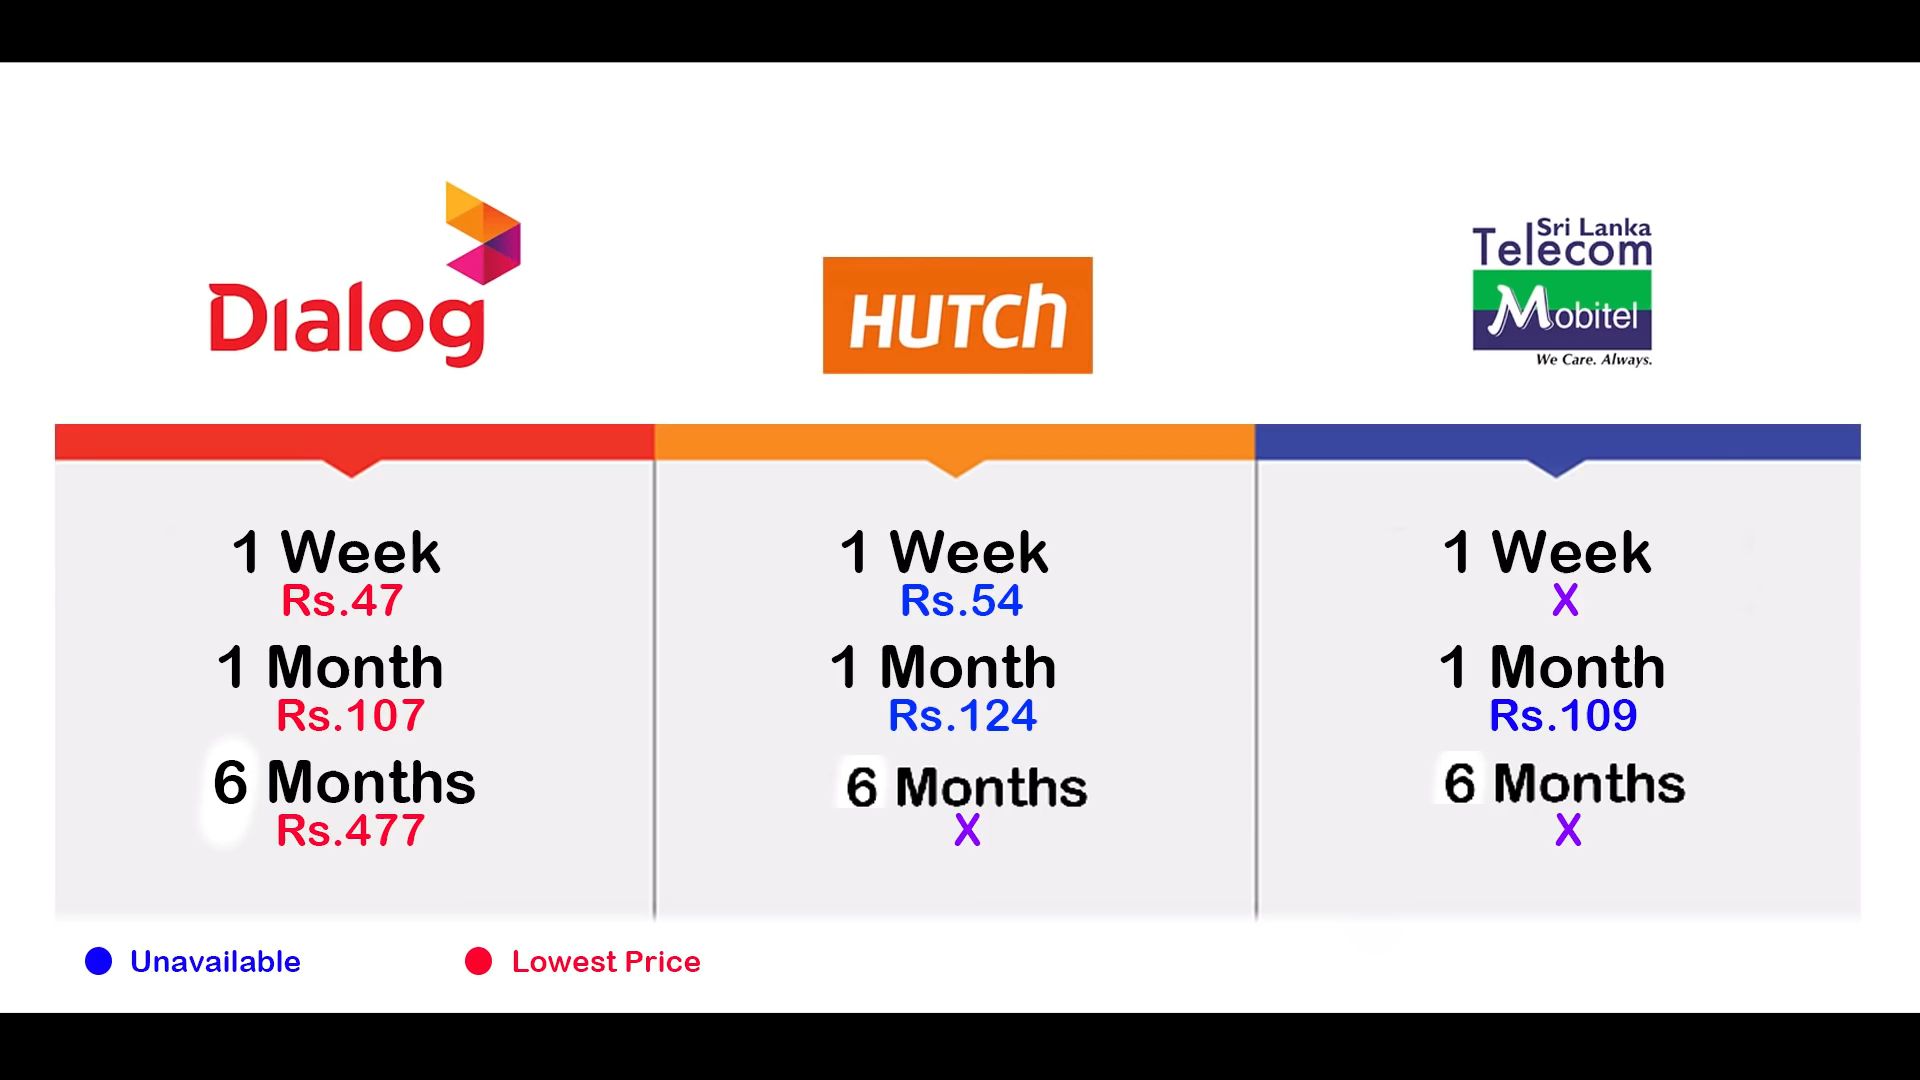 Dialog
HUTCH
Sri Lanka
Telecom
Mobitel
We Care. Always.
1 Week
Rs.47
1 Month
Rs.107
6 Months
Rs.477
1 Week
Rs.54
1 Month
Rs.124
6 Months
X
1 Week
X
1 Month
Rs.109
6 Months
X
Unavailable
Lowest Price